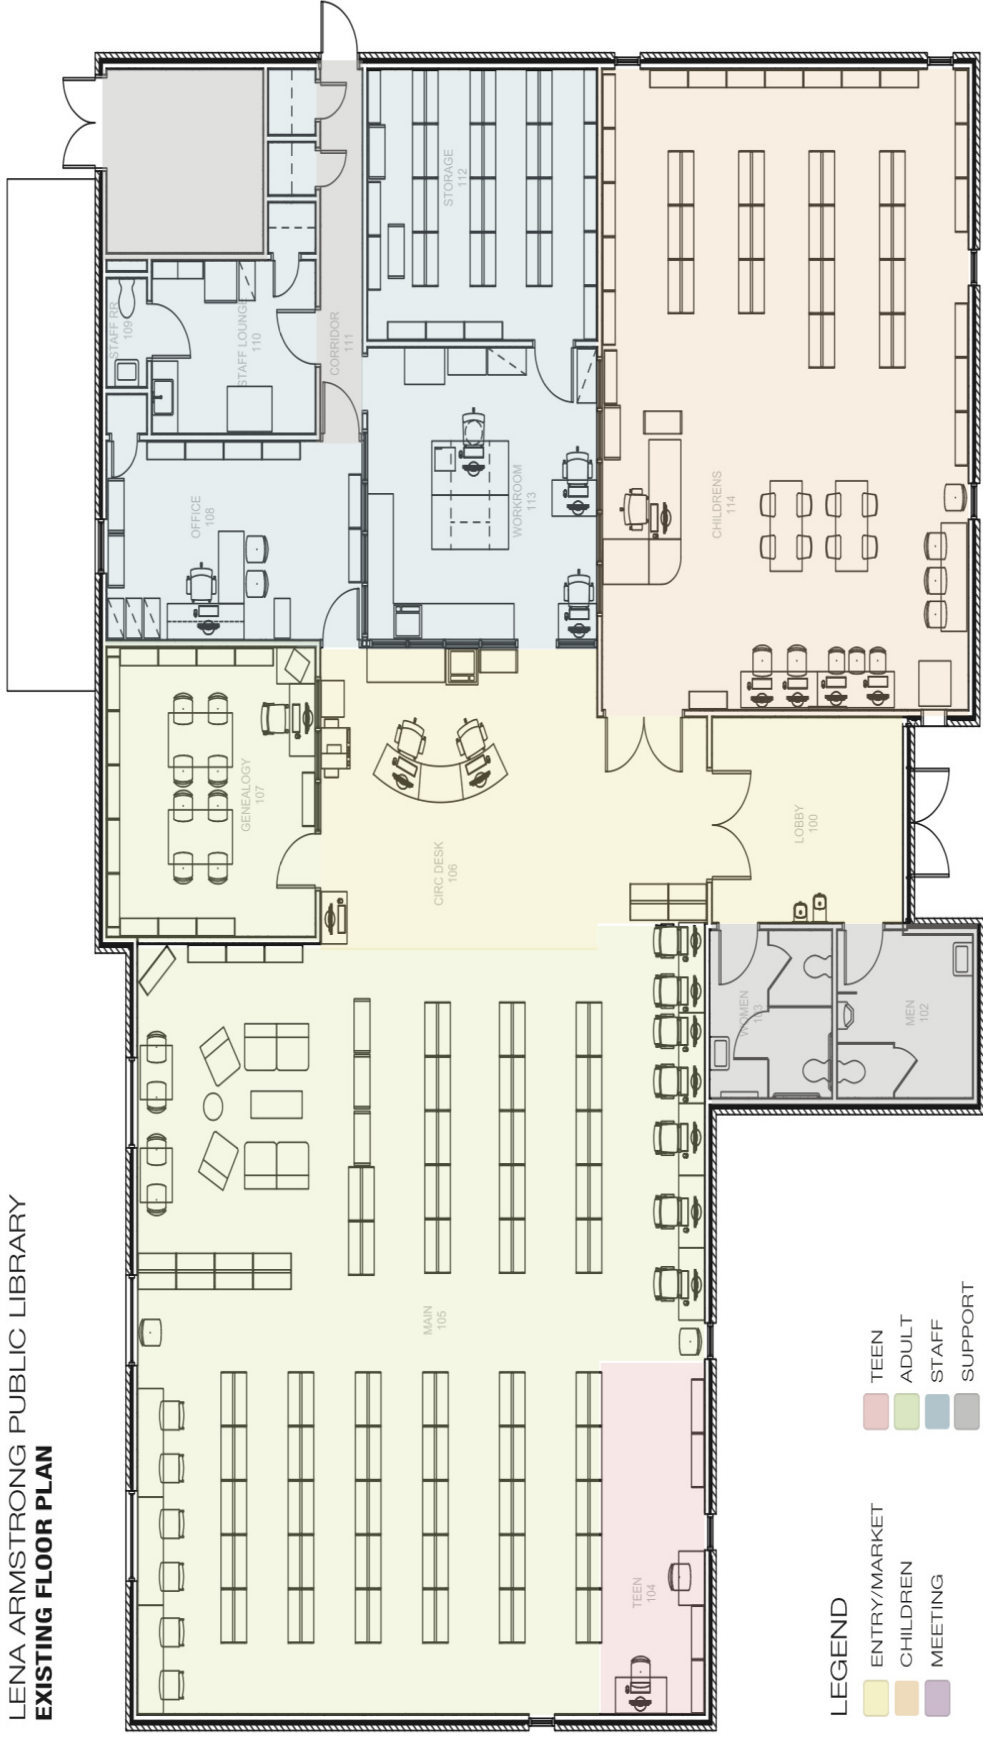 LENA ARMSTRONG PUBLIC LIBRARY
EXISTING FLOOR PLAN
STAFF RR
109
STAFF LOUNGE
110
CORRIDOR
111
STORAGE
112
OFFICE
108
WORKROOM
113
CHILDRENS
114
GENEALOGY
107
CIRC DESK
106
LOBBY
100
WOMEN
103
MEN
102
MAIN
105
TEEN
104
LEGEND
ENTRY/MARKET
CHILDREN
MEETING
TEEN
ADULT
STAFF
SUPPORT